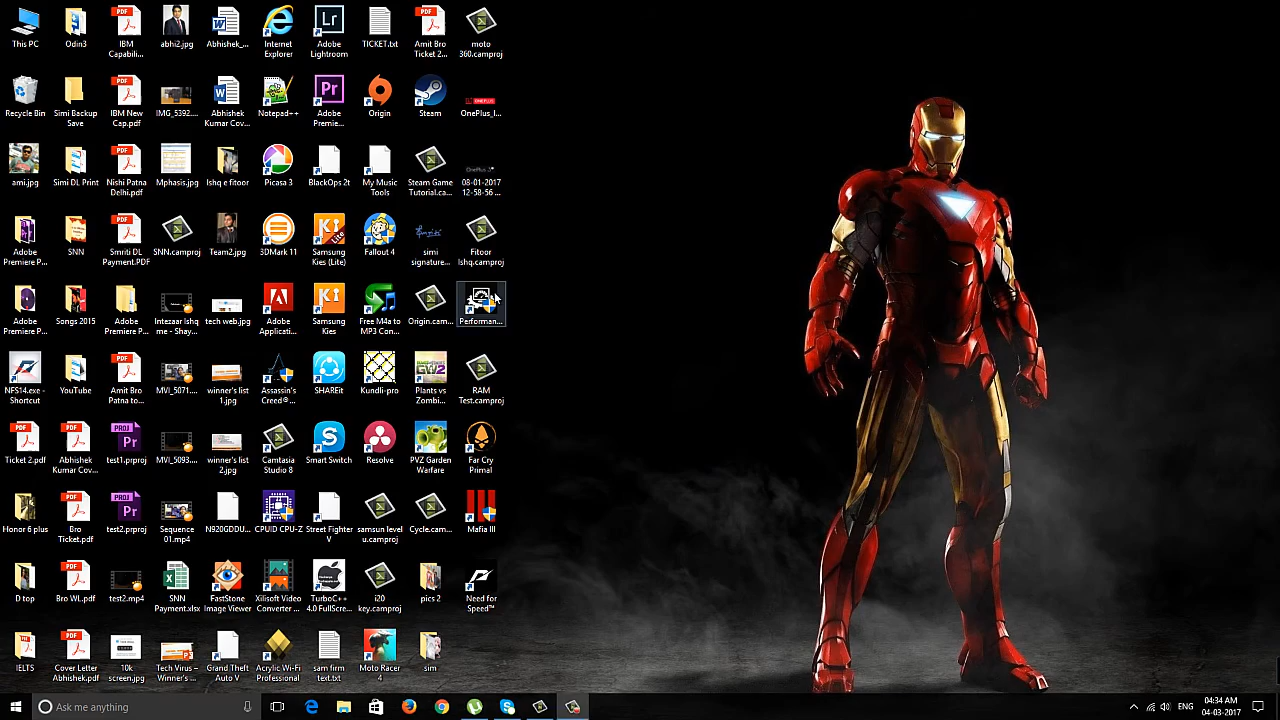 This PC
Odin3
IBM
Capabili...
abhi2.jpg
Abhishek_...
Internet
Explorer
Adobe
Lightroom
TICKET.txt
Amit Bro
Ticket 2...
moto
360.camproj
Recycle Bin
Simi Backup
Save
IBM New
Cap.pdf
IMG_5392....
Abhishek
Kumar Cov...
Notepad++
Adobe
Premie...
Origin
Steam
OnePlus_I...
ami.jpg
Simi DL Print
Nishi Patna
Delhi.pdf
Mphasis.jpg
Ishq e fitoor
Picasa 3
BlackOps 2t
My Music
Tools
Steam Game
Tutorial.ca...
08-01-2017
12-58-56 ...
Adobe
Premiere P...
SNN
Smriti DL
Payment.PDF
SNN.camproj
Team2.jpg
3DMark 11
Samsung
Kies (Lite)
Fallout 4
simi
signature...
Fitoor
Ishq.camproj
Adobe
Premiere P...
Songs 2015
Adobe
Premiere P...
Intezaar Ishq
me - Shay...
tech web.jpg
Adobe
Applicati...
Samsung
Kies
Free M4a to
MP3 Con...
Origin.cam...
Performan...
NFS14.exe -
Shortcut
YouTube
Amit Bro
Patna to...
MVI_5071....
winner's list
1.jpg
Assassin's
Creed®...
SHAREit
Kundli-pro
Plants vs
Zombi...
RAM
Test.camproj
Ticket 2.pdf
Abhishek
Kumar Cov...
test1.prproj
MVI_5093....
winner's list
2.jpg
Camtasia
Studio 8
Smart Switch
Resolve
PVZ Garden
Warfare
Far Cry
Primal
Honor 6 plus
Bro
Ticket.pdf
test2.prproj
Sequence
01.mp4
N920GDDU...
CPUID CPU-Z
Street Fighter
V
samsun level
u.camproj
Cycle.cam...
Mafia III
D top
Bro WL.pdf
test2.mp4
SNN
Payment.xlsx
FastStone
Image Viewer
Xilisoft Video
Converter ...
TurboC++
4.0 FullScre...
i20
key.camproj
pics 2
Need for
Speed™
IELTS
Cover Letter
Abhishek.pdf
10k
screen.jpg
Tech Virus –
Winner's...
Grand Theft
Auto V
Acrylic Wi-Fi
Professional
sam firm
text.txt
Moto Racer
4
sim
Ask me anything
ENG
04:34 AM
04-03-2017